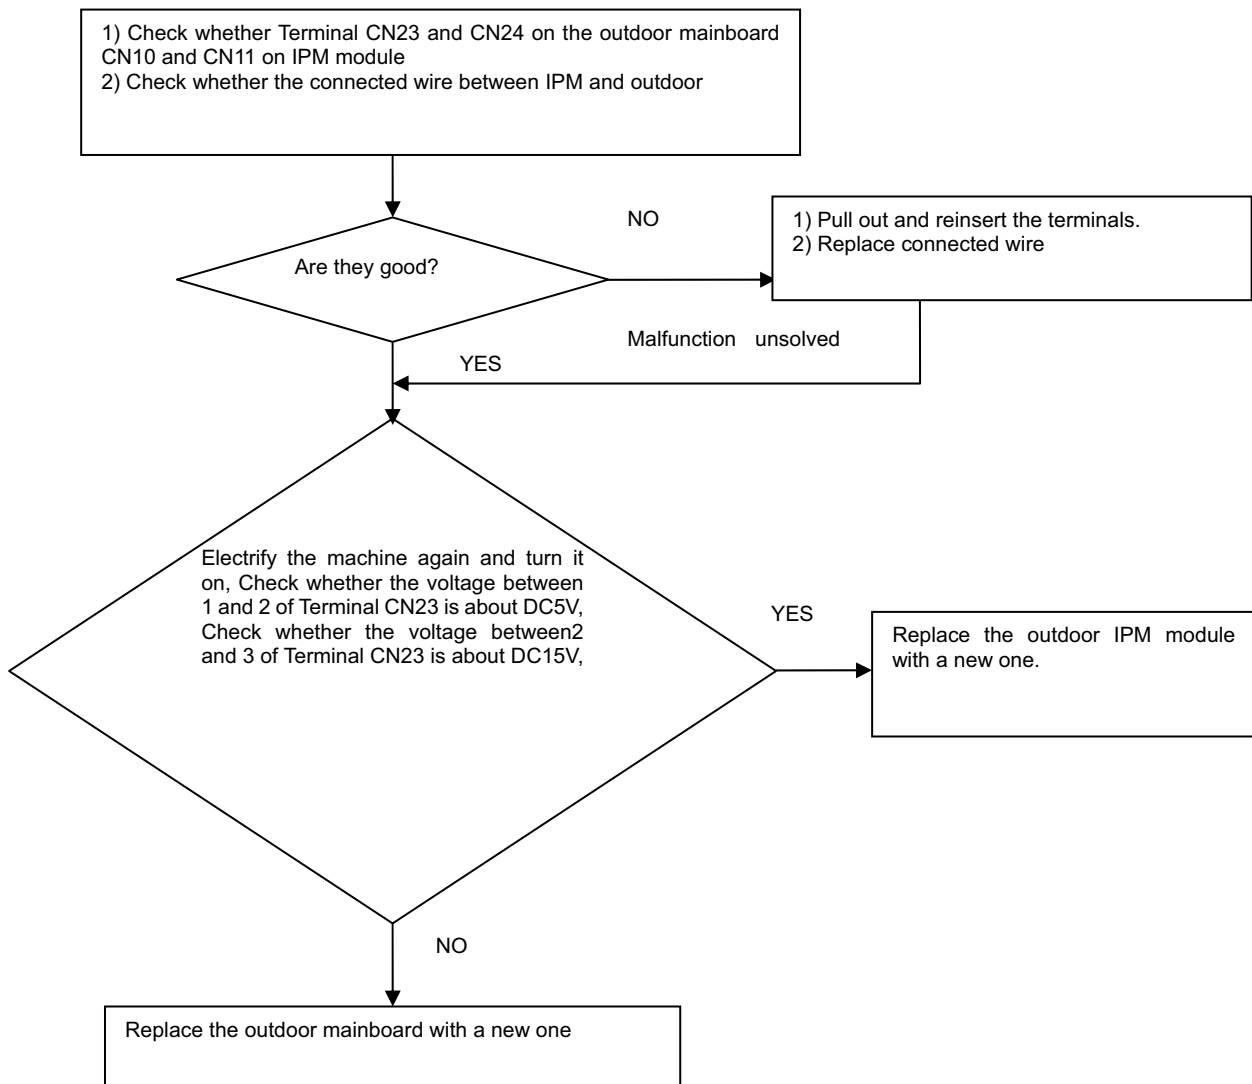 1) Check whether Terminal CN23 and CN24 on the outdoor mainboard
CN10 and CN11 on IPM module
2) Check whether the connected wire between IPM and outdoor
NO
1) Pull out and reinsert the terminals.
2) Replace connected wire
Are they good?
Malfunction unsolved
YES
Electrify the machine again and turn it
on, Check whether the voltage between
1 and 2 of Terminal CN23 is about DC5V,
Check whether the voltage between2
and 3 of Terminal CN23 is about DC15V,
YES
Replace the outdoor IPM module
with a new one.
NO
Replace the outdoor mainboard with a new one